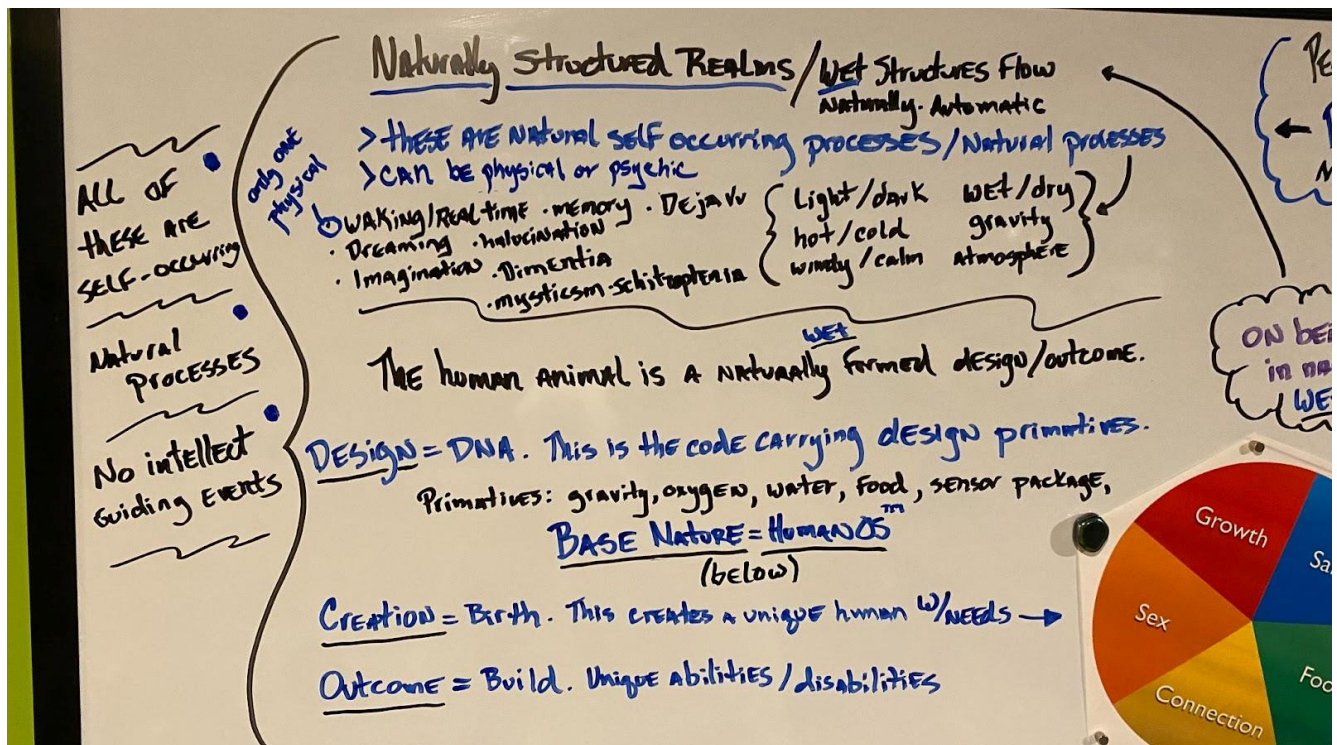 Naturally Structured Realms / WET Structures Flow
Naturally. Automatic
> these ARE Natural self occurring processes/Natural processes
> CAN be physical or psychic
only one
physical
WAKING/REAL time · memory · DEJAVV
· Dreaming · halucination
· Imagination · Dimentia
· mysticsm · schitzophrenia
Light/dark WET/dry
hot/cold gravity
windy/calm Atmosphere
ALL OF
these ARE
SELF-occurring
Natural
Processes
No intellect
Guiding EVENTS
WET
The human Animal is A Naturally formed design/outcome.
Design = DNA. This is the code carrying design primatives.
Primatives: gravity, oxygen, water, food, sensor package,
BASE NATURE = HUMANOS™
(below)
Creation = Birth. This creates a unique human w/NEEDS →
Outcome = Build. Unique Abilities/disabilities
in
WE
Growth
Sex
Connection